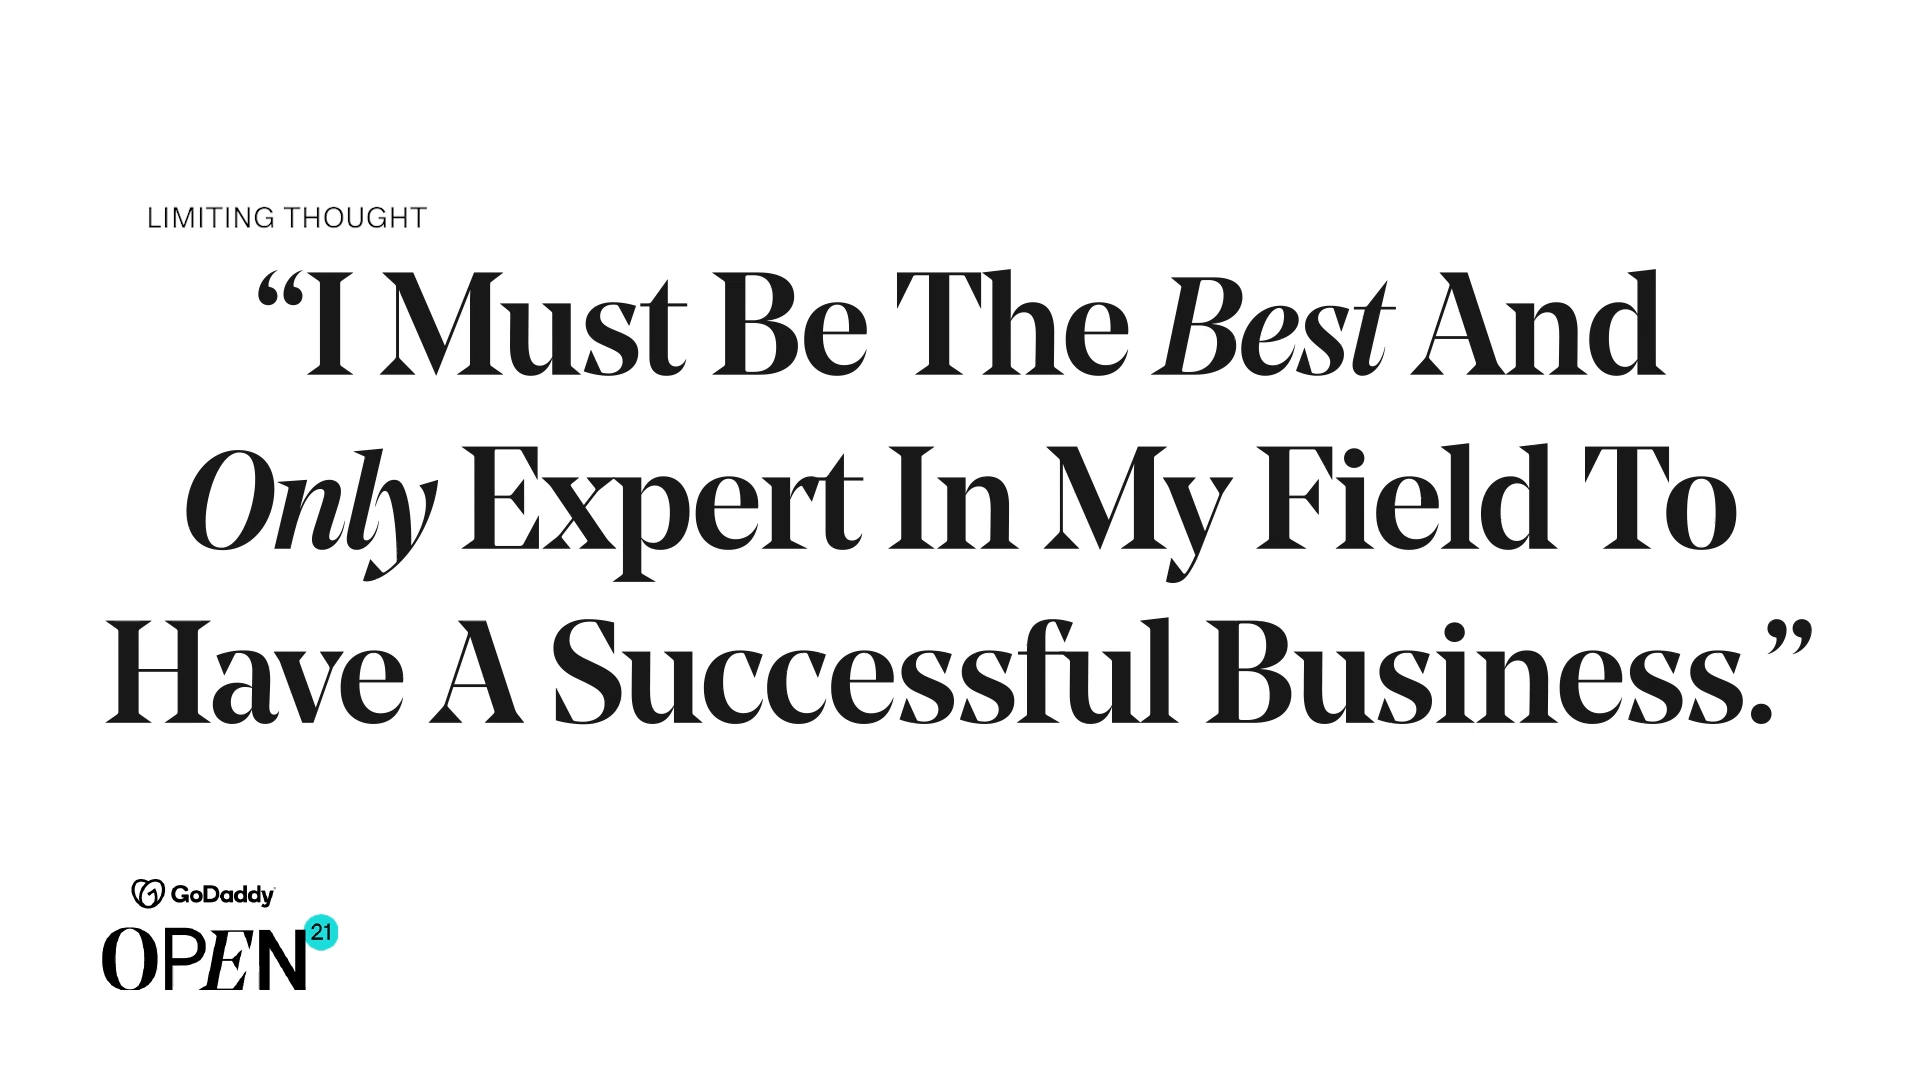 LIMITING THOUGHT
“I Must Be The Best And
Only Expert In My Field To
Have A Successful Business.”
GoDaddy
OPEN 21